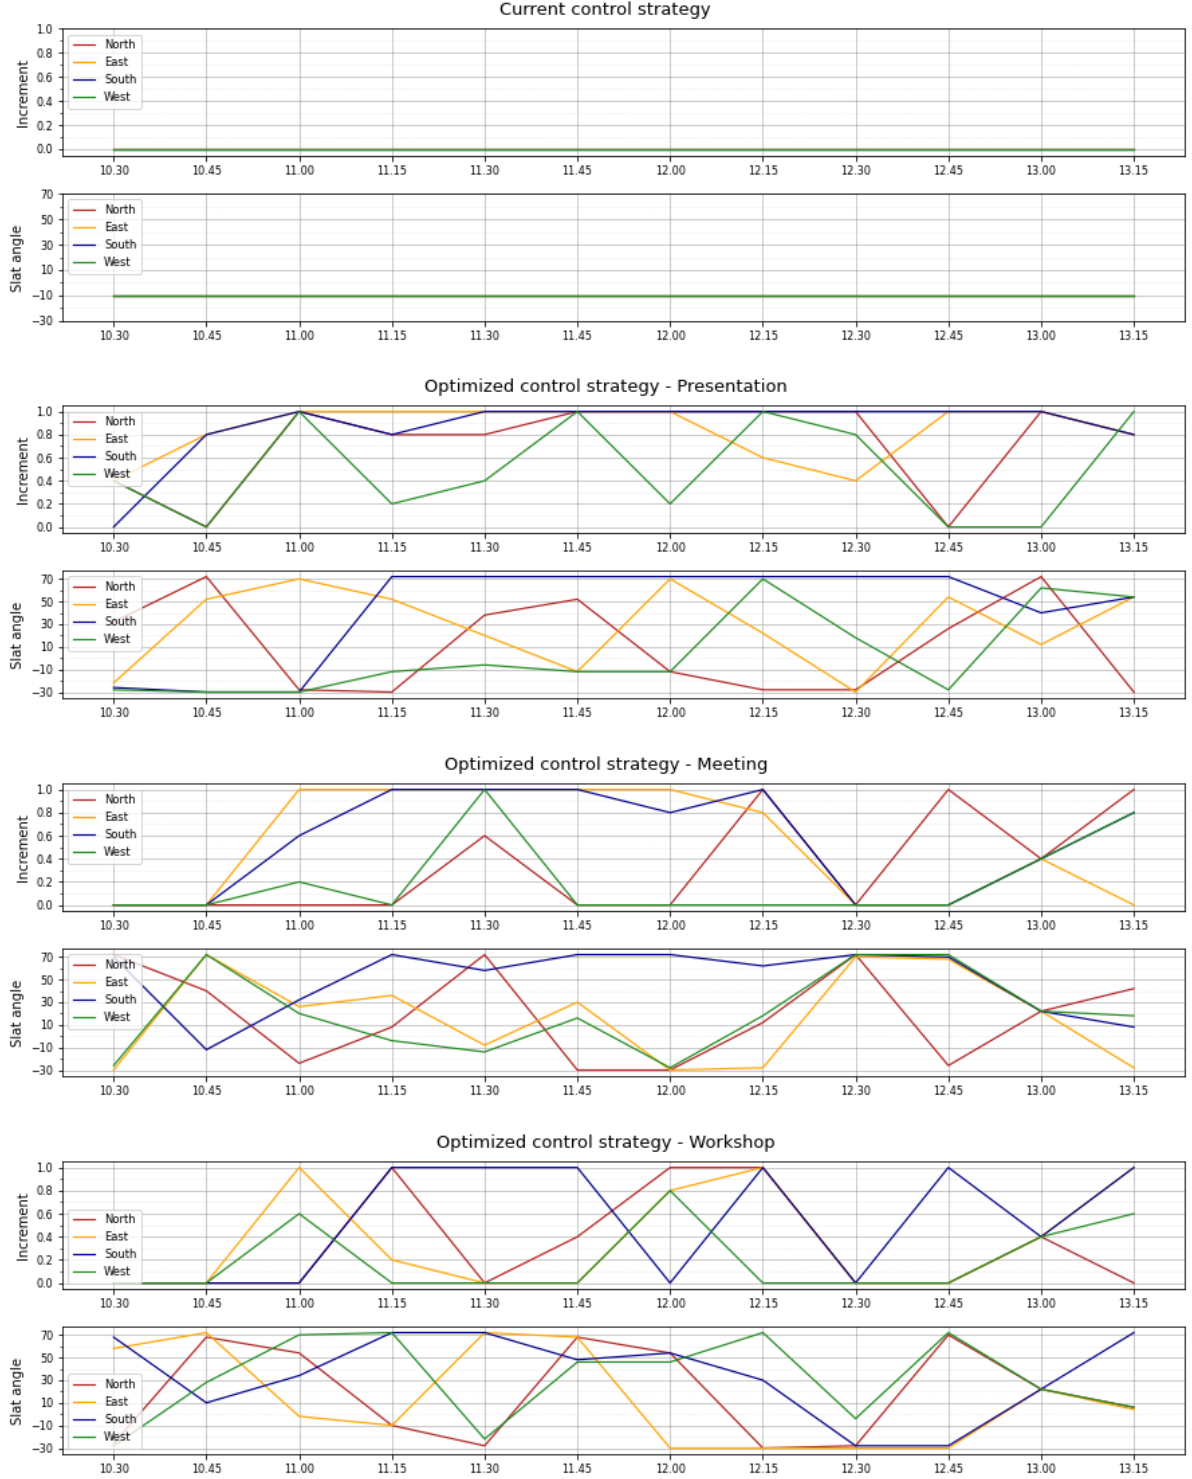 Current control strategy
Increment
1.0
0.8
0.6
0.4
0.2
0.0
North
East
South
West
10.30 10.45 11.00 11.15 11.30 11.45 12.00 12.15 12.30 12.45 13.00 13.15
Slat angle
70
50
30
10
−10
−30
North
East
South
West
10.30 10.45 11.00 11.15 11.30 11.45 12.00 12.15 12.30 12.45 13.00 13.15
Optimized control strategy - Presentation
Increment
1.0
0.8
0.6
0.4
0.2
0.0
North
East
South
West
10.30 10.45 11.00 11.15 11.30 11.45 12.00 12.15 12.30 12.45 13.00 13.15
Slat angle
70
50
30
10
−10
−30
North
East
South
West
10.30 10.45 11.00 11.15 11.30 11.45 12.00 12.15 12.30 12.45 13.00 13.15
Optimized control strategy - Meeting
Increment
1.0
0.8
0.6
0.4
0.2
0.0
North
East
South
West
10.30 10.45 11.00 11.15 11.30 11.45 12.00 12.15 12.30 12.45 13.00 13.15
Slat angle
70
50
30
10
−10
−30
North
East
South
West
10.30 10.45 11.00 11.15 11.30 11.45 12.00 12.15 12.30 12.45 13.00 13.15
Optimized control strategy - Workshop
Increment
1.0
0.8
0.6
0.4
0.2
0.0
North
East
South
West
10.30 10.45 11.00 11.15 11.30 11.45 12.00 12.15 12.30 12.45 13.00 13.15
Slat angle
70
50
30
10
−10
−30
North
East
South
West
10.30 10.45 11.00 11.15 11.30 11.45 12.00 12.15 12.30 12.45 13.00 13.15